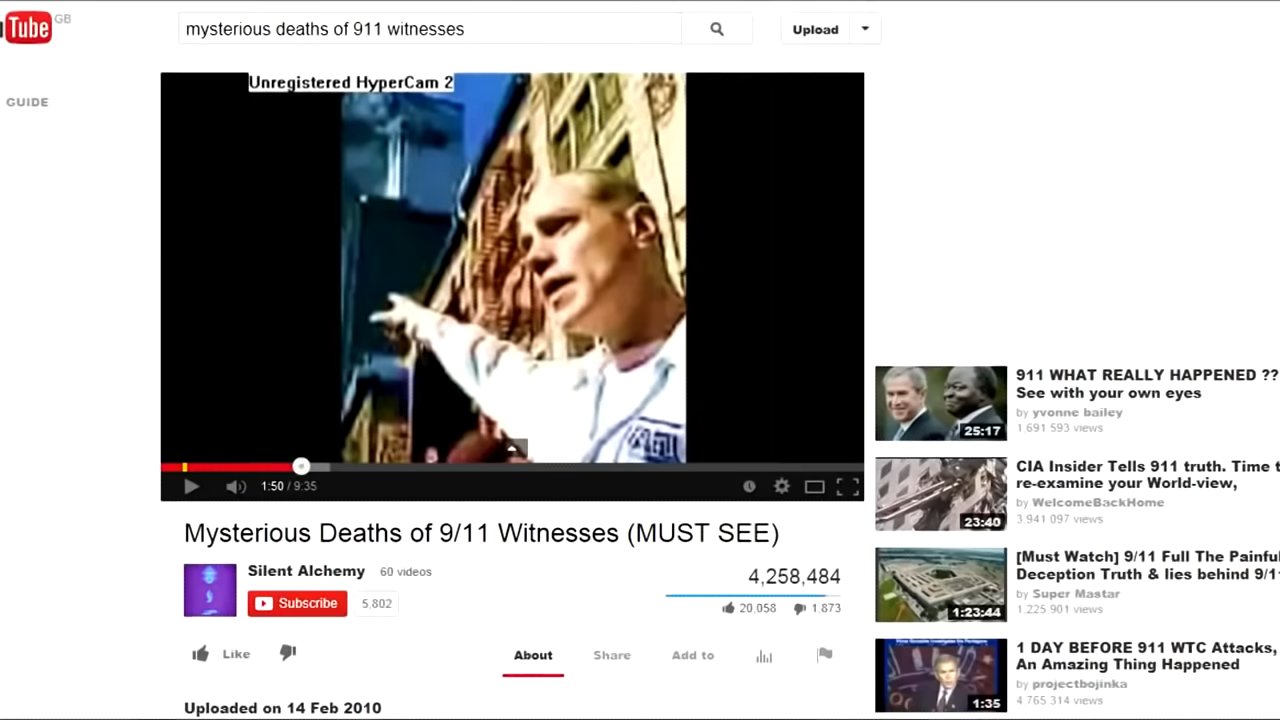 Tube GB
mysterious deaths of 911 witnesses
Upload
GUIDE
Unregistered HyperCam 2
1:50 / 9:35
Mysterious Deaths of 9/11 Witnesses (MUST SEE)
Silent Alchemy 60 videos
Subscribe 5,802
4,258,484
20,058 1,873
Like
About Share Add to
Uploaded on 14 Feb 2010
25:17
911 WHAT REALLY HAPPENED ??
See with your own eyes
by yvonne bailey
1 691 593 views
23:40
CIA Insider Tells 911 truth. Time t
re-examine your World-view,
by WelcomeBackHome
3 941 097 views
1:23:44
[Must Watch] 9/11 Full The Painfu
Deception Truth & lies behind 9/1
by Super Mastar
1 225 901 views
1:35
1 DAY BEFORE 911 WTC Attacks,
An Amazing Thing Happened
by projectbojinka
4 765 314 views